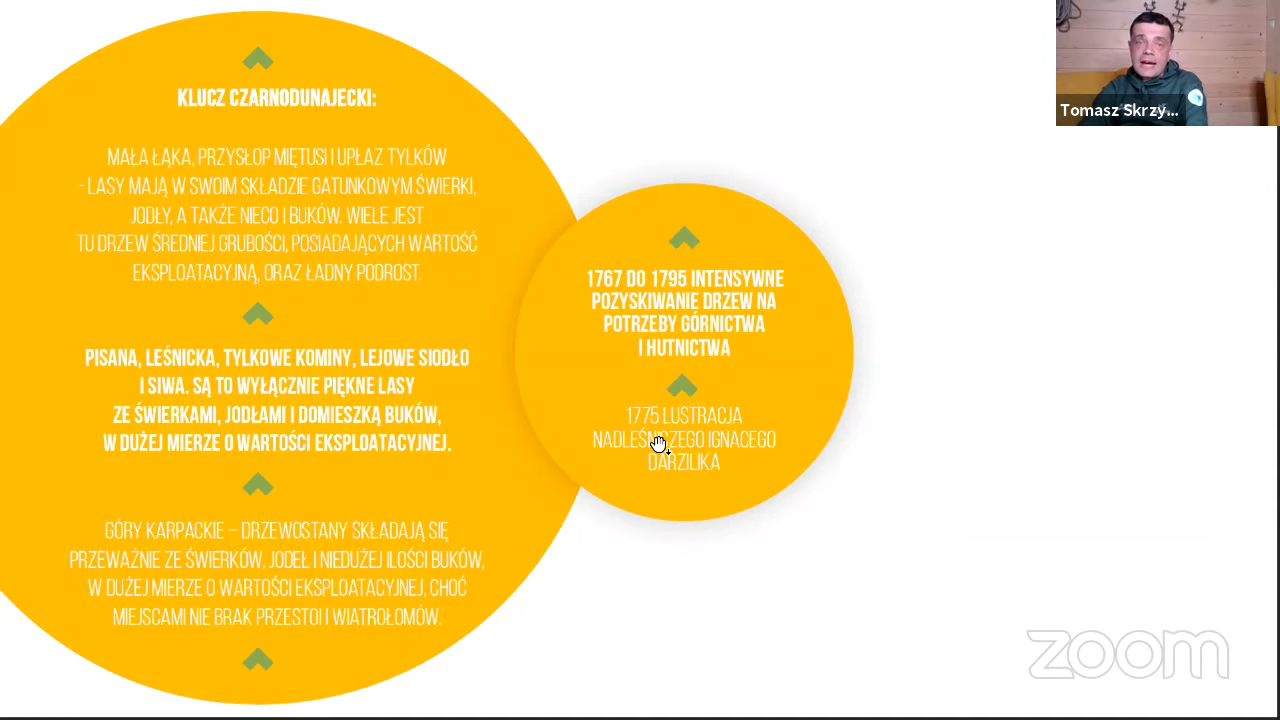 KLUCZ CZARNODUNAJECKI:
MAŁA ŁĄKA, PRZYSŁOP MIĘTUSI I UPŁAZ TYLKÓW
- LASY MAJĄ W SWOIM SKŁADZIE GATUNKOWYM ŚWIERKI,
JODŁY, A TAKŻE NIECO I BUKÓW. WIELE JEST
TU DRZEW ŚREDNIEJ GRUBOŚCI, POSIADAJĄCYCH WARTOŚĆ
EKSPLOATACYJNĄ, ORAZ ŁADNY PODROST.
PISANA, LEŚNICKA, TYLKOWE KOMINY, LEJOWE SIODŁO
I SIWA. SĄ TO WYŁĄCZNIE PIĘKNE LASY
ZE ŚWIERKAMI, JODŁAMI I DOMIESZKĄ BUKÓW,
W DUŻEJ MIERZE O WARTOŚCI EKSPLOATACYJNEJ.
GÓRY KARPACKIE – DRZEWOSTANY SKŁADAJĄ SIĘ
PRZEWAŻNIE ZE ŚWIERKÓW, JODEŁ I NIEDUŻEJ ILOŚCI BUKÓW,
W DUŻEJ MIERZE O WARTOŚCI EKSPLOATACYJNEJ, CHOĆ
MIEJSCAMI NIE BRAK PRZESTOI I WIATROŁOMÓW.
1767 DO 1795 INTENSYWNE
POZYSKIWANIE DRZEW NA
POTRZEBY GÓRNICTWA
I HUTNICTWA
1775 LUSTRACJA
NADLEŚNICZEGO IGNACEGO
DARZILIKA
Tomasz Skrzy...
zoom